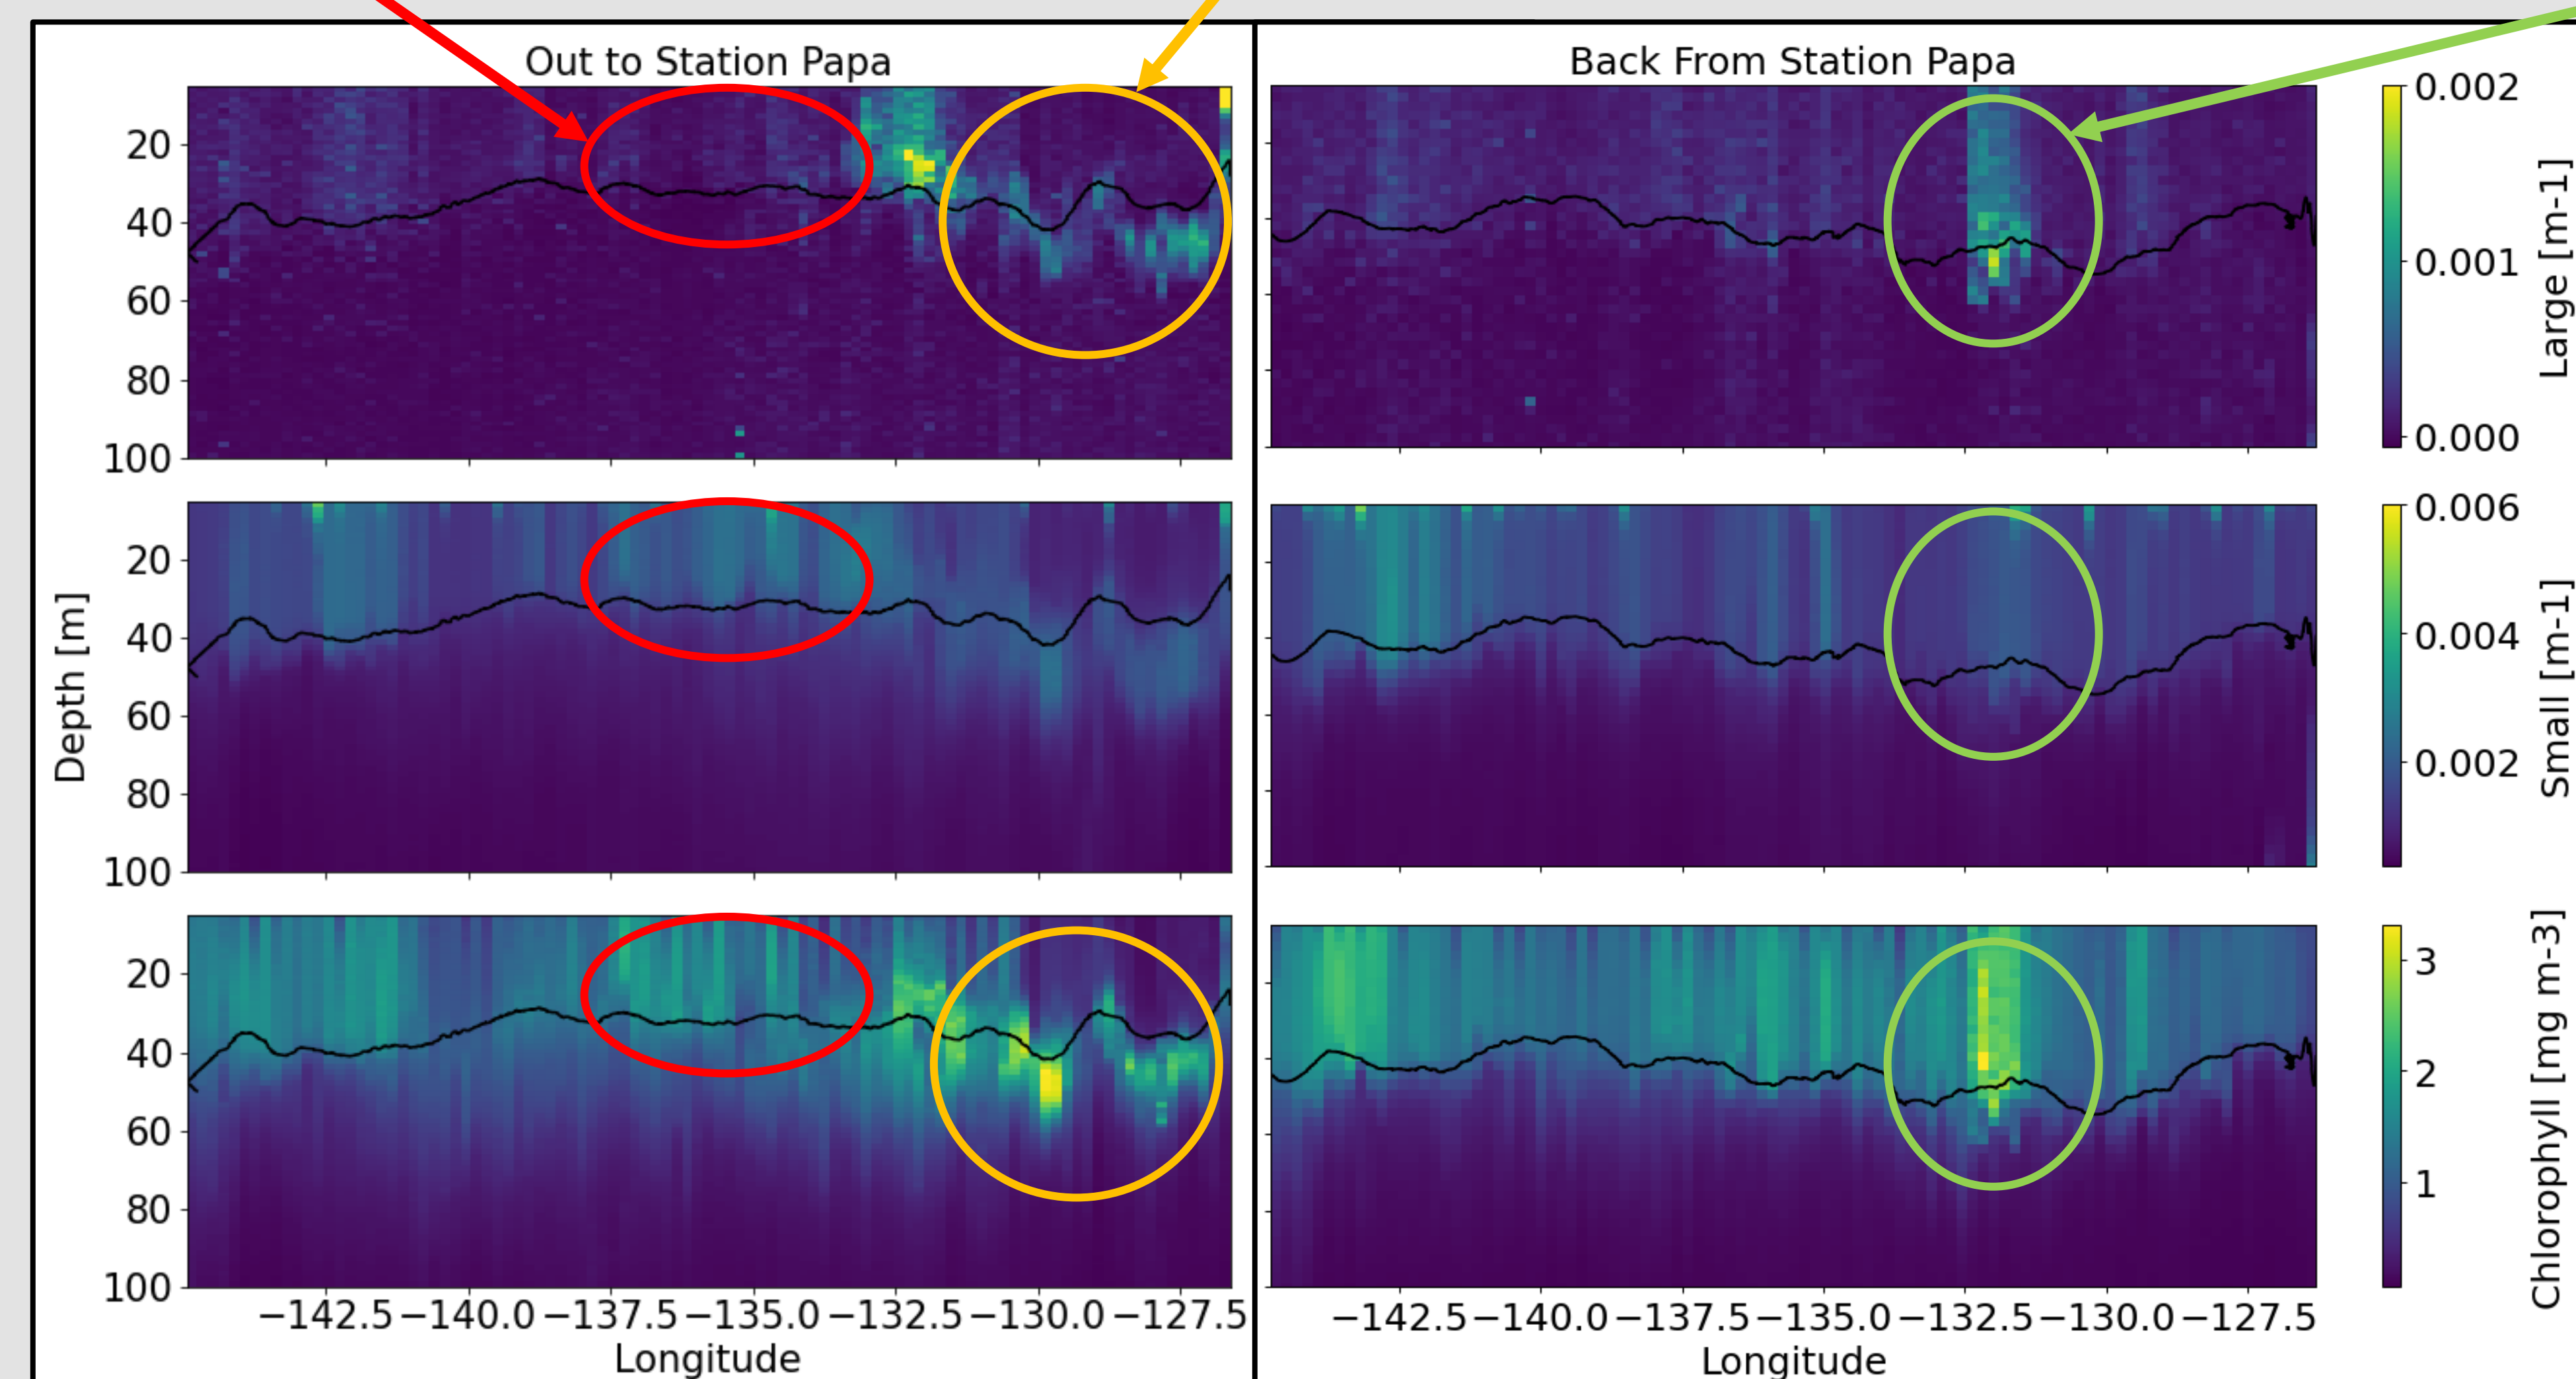 Out to Station Papa
Back From Station Papa
20
40
60
80
100
0.002
0.001
0.000
Large [m-1]
20
40
60
80
100
0.006
0.004
0.002
Small [m-1]
Depth [m]
20
40
60
80
100
3
2
1
Chlorophyll [mg m-3]
−142.5 −140.0 −137.5 −135.0 −132.5 −130.0 −127.5
−142.5 −140.0 −137.5 −135.0 −132.5 −130.0 −127.5
Longitude
Longitude